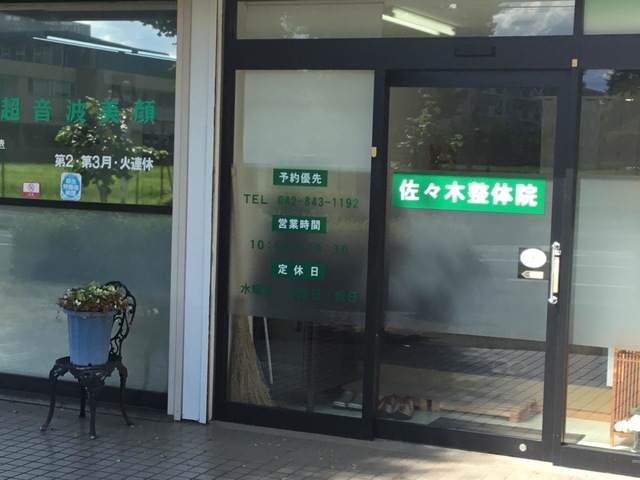 超音波美顔
第2・第3月・火連休
予約優先
TEL 042-843-1192
営業時間
定休日
佐々木整体院